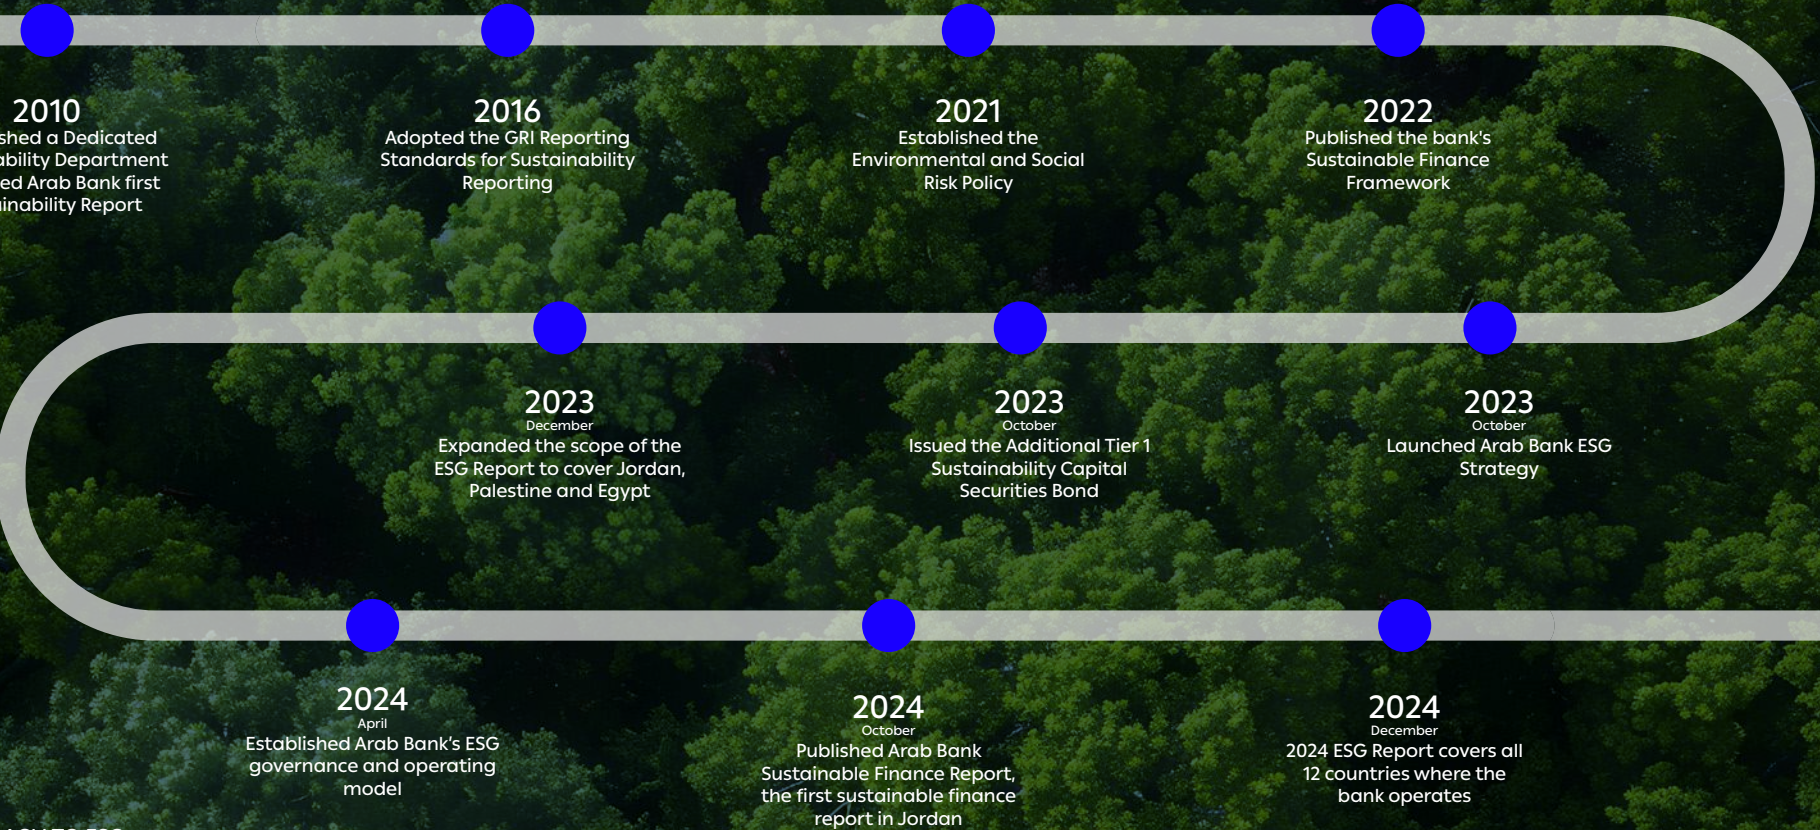 2010
shed a Dedicated
ability Department
ed Arab Bank first
inability Report
2016
Adopted the GRI Reporting
Standards for Sustainability
Reporting
2021
Established the
Environmental and Social
Risk Policy
2022
Published the bank's
Sustainable Finance
Framework
2023
December
Expanded the scope of the
ESG Report to cover Jordan,
Palestine and Egypt
2023
October
Issued the Additional Tier 1
Sustainability Capital
Securities Bond
2023
October
Launched Arab Bank ESG
Strategy
2024
April
Established Arab Bank's ESG
governance and operating
model
2024
October
Published Arab Bank
Sustainable Finance Report,
the first sustainable finance
report in Jordan
2024
December
2024 ESG Report covers all
12 countries where the
bank operates